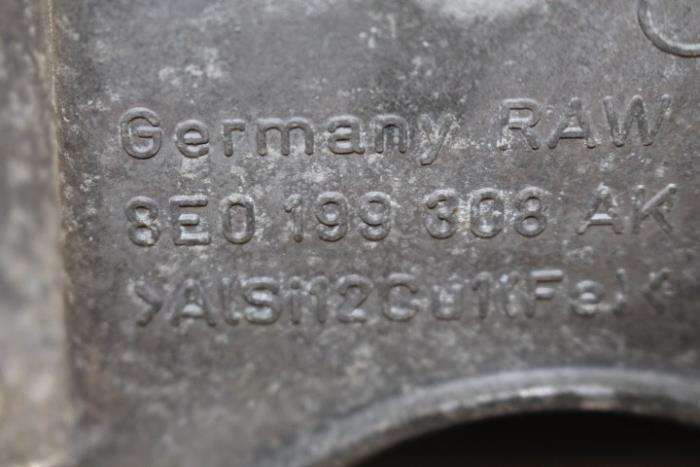 Germany RAW
8E0 199 308 AK
>AlSi12Cu1(Fe)<